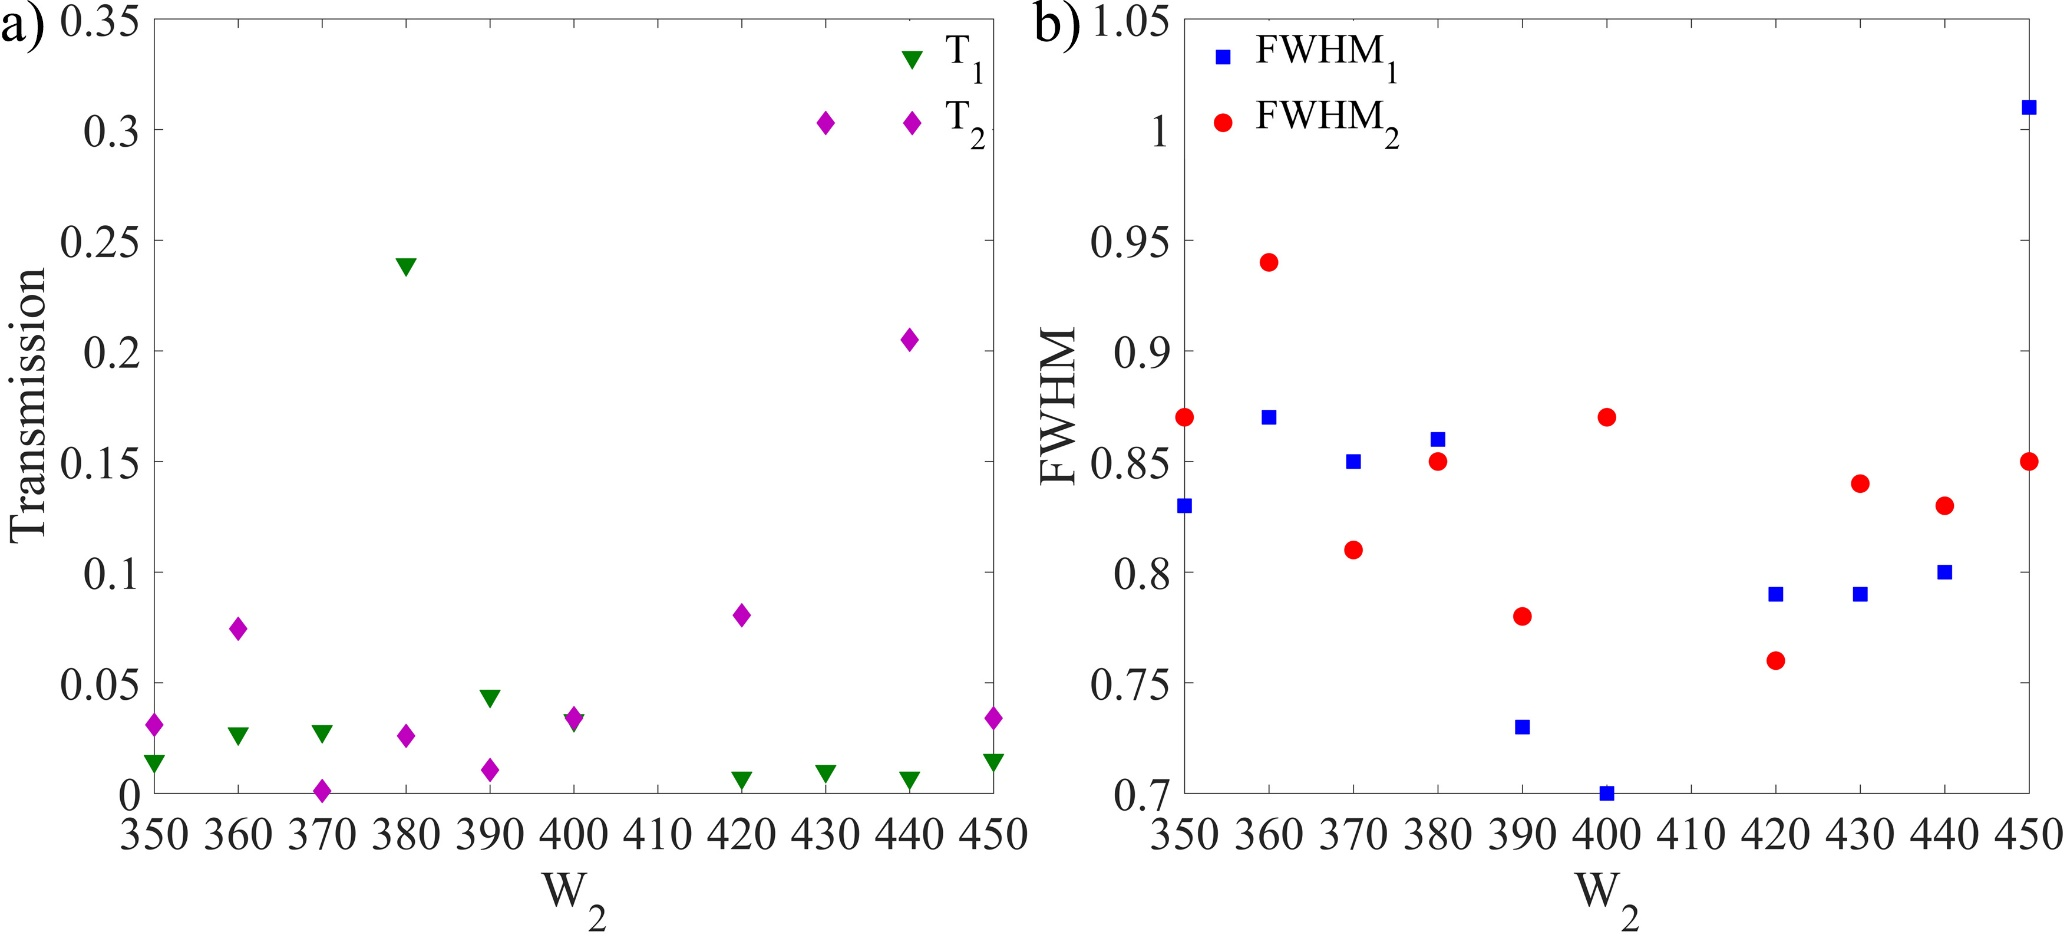 a)
Transmission
0.35
0.3
0.25
0.2
0.15
0.1
0.05
0
350 360 370 380 390 400 410 420 430 440 450
W2
T1
T2
b)
FWHM
1.05
1
0.95
0.9
0.85
0.8
0.75
0.7
350 360 370 380 390 400 410 420 430 440 450
W2
FWHM1
FWHM2